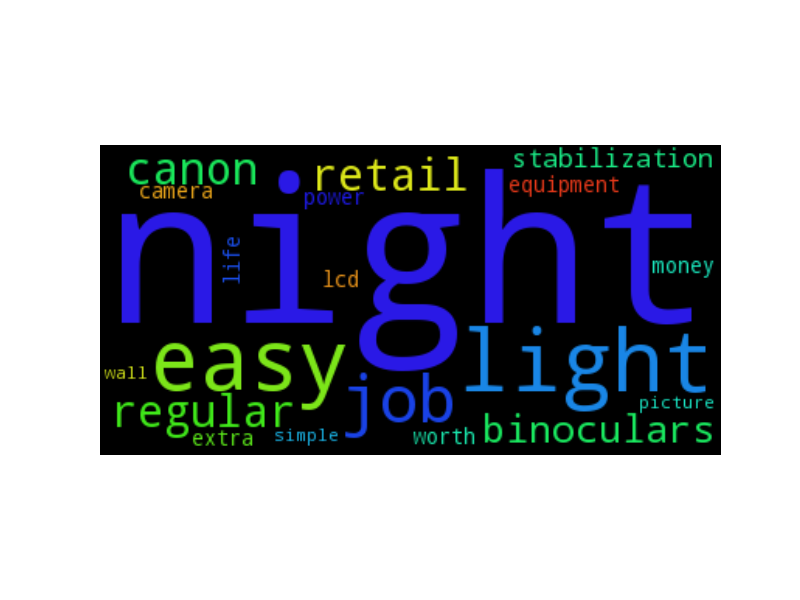 canon
retail
stabilization
camera
power
equipment
night
life
lcd
money
easy
light
wall
job
regular
picture
extra
simple
worth
binoculars